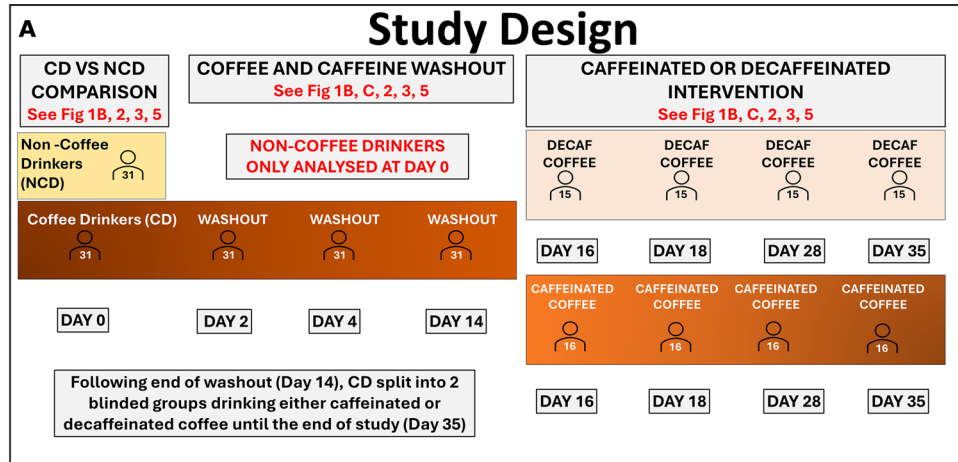 A
Study Design
CD VS NCD
COMPARISON
See Fig 1B, 2, 3, 5
COFFEE AND CAFFEINE WASHOUT
See Fig 1B, C, 2, 3, 5
CAFFEINATED OR DECAFFEINATED
INTERVENTION
See Fig 1B, C, 2, 3, 5
Non -Coffee
Drinkers
(NCD)
31
NON-COFFEE DRINKERS
ONLY ANALYSED AT DAY 0
DECAF
COFFEE
15
DECAF
COFFEE
15
DECAF
COFFEE
15
DECAF
COFFEE
15
Coffee Drinkers (CD)
31
WASHOUT
31
WASHOUT
31
WASHOUT
31
DAY 16
DAY 18
DAY 28
DAY 35
CAFFEINATED
COFFEE
16
CAFFEINATED
COFFEE
16
CAFFEINATED
COFFEE
16
CAFFEINATED
COFFEE
16
DAY 0
DAY 2
DAY 4
DAY 14
Following end of washout (Day 14), CD split into 2
blinded groups drinking either caffeinated or
decaffeinated coffee until the end of study (Day 35)
DAY 16
DAY 18
DAY 28
DAY 35